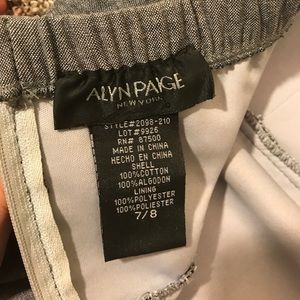 ALYN PAIGE
NEW YORK
STYLE#2098-210
LOT#9926
RN# 87500
MADE IN CHINA
HECHO EN CHINA
SHELL
100%COTTON
100%ALGODON
LINING
100%POLYESTER
100%POLIESTER
7/8